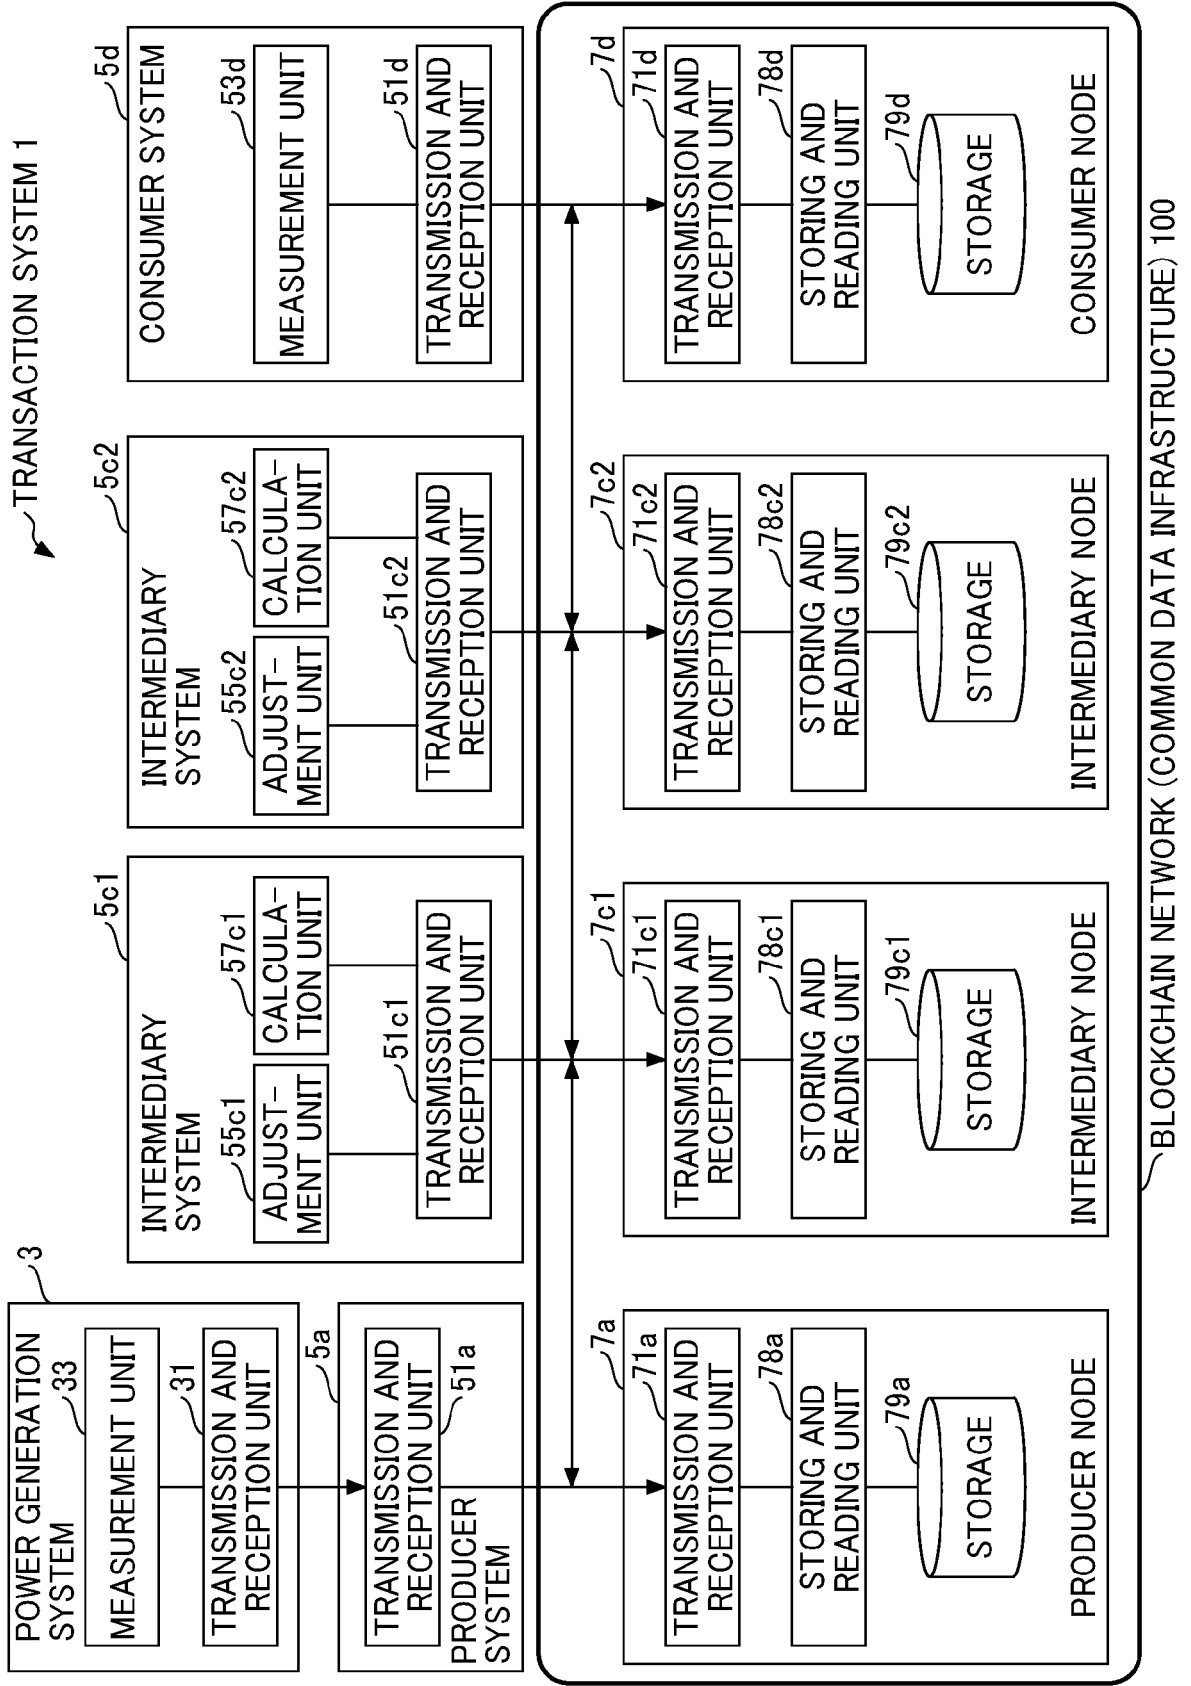 TRANSACTION SYSTEM 1
POWER GENERATION
SYSTEM
3
33
MEASUREMENT UNIT
31
TRANSMISSION AND
RECEPTION UNIT
5a
TRANSMISSION AND
RECEPTION UNIT
51a
PRODUCER
SYSTEM
5c1
INTERMEDIARY
SYSTEM
55c1
ADJUST-
MENT UNIT
57c1
CALCULA-
TION UNIT
51c1
TRANSMISSION AND
RECEPTION UNIT
5c2
INTERMEDIARY
SYSTEM
55c2
ADJUST-
MENT UNIT
57c2
CALCULA-
TION UNIT
51c2
TRANSMISSION AND
RECEPTION UNIT
5d
CONSUMER SYSTEM
53d
MEASUREMENT UNIT
51d
TRANSMISSION AND
RECEPTION UNIT
7a
71a
TRANSMISSION AND
RECEPTION UNIT
78a
STORING AND
READING UNIT
79a
STORAGE
PRODUCER NODE
7c1
71c1
TRANSMISSION AND
RECEPTION UNIT
78c1
STORING AND
READING UNIT
79c1
STORAGE
INTERMEDIARY NODE
7c2
71c2
TRANSMISSION AND
RECEPTION UNIT
78c2
STORING AND
READING UNIT
79c2
STORAGE
INTERMEDIARY NODE
7d
71d
TRANSMISSION AND
RECEPTION UNIT
78d
STORING AND
READING UNIT
79d
STORAGE
CONSUMER NODE
BLOCKCHAIN NETWORK (COMMON DATA INFRASTRUCTURE) 100